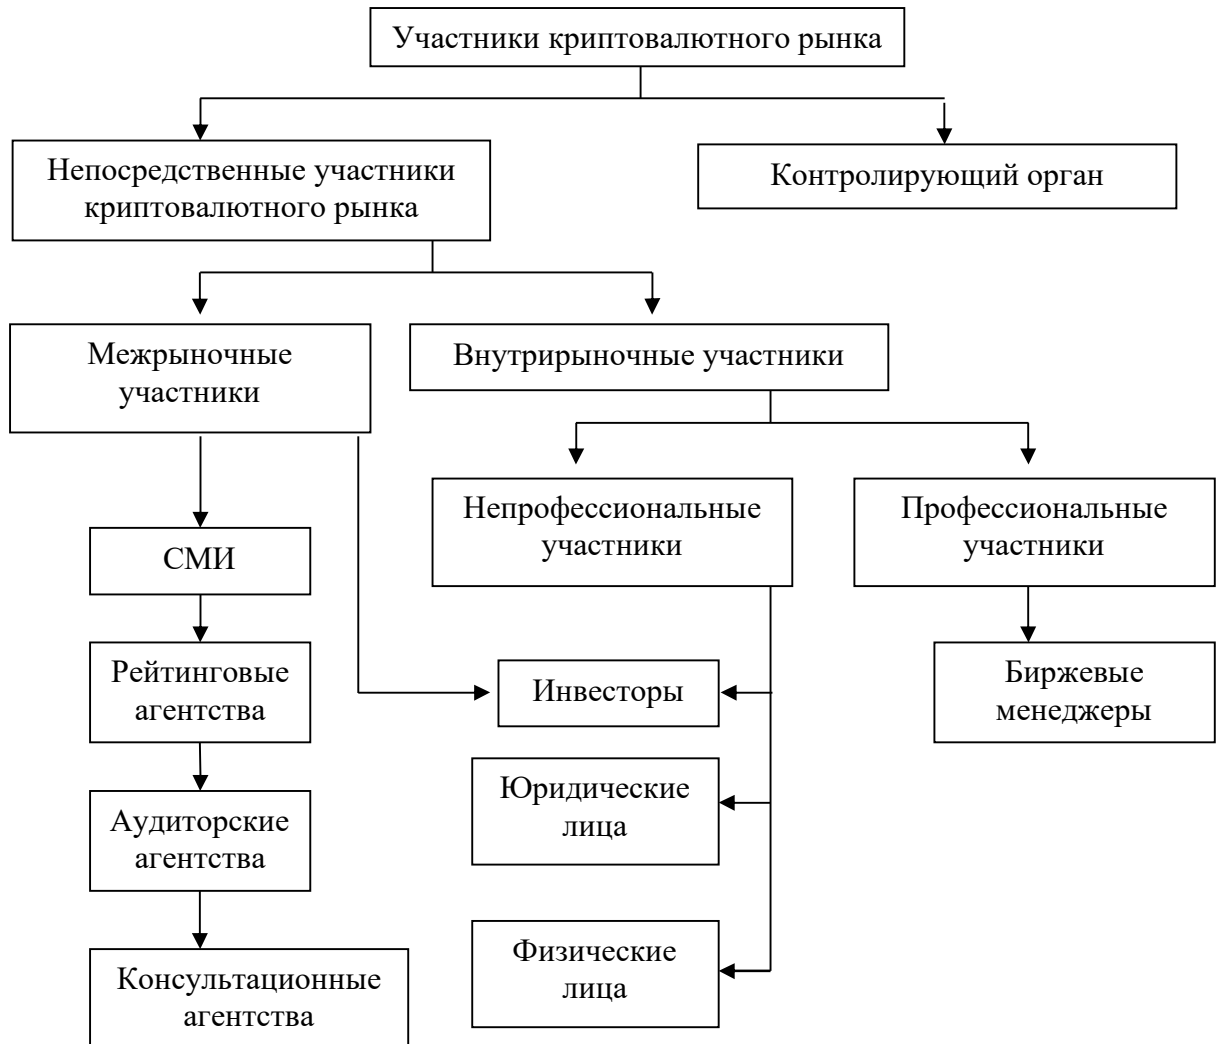 Участники криптовалютного рынка
Непосредственные участники
криптовалютного рынка
Контролирующий орган
Межрыночные
участники
Внутрирыночные участники
Непрофессиональные
участники
Профессиональные
участники
СМИ
Рейтинговые
агентства
Инвесторы
Биржевые
менеджеры
Юридические
лица
Аудиторские
агентства
Физические
лица
Консультационные
агентства